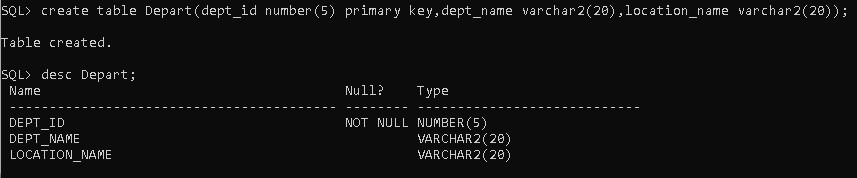 SQL> create table Depart(dept_id number(5) primary key,dept_name varchar2(20),location_name varchar2(20));
Table created.
SQL> desc Depart;
Name                                      Null?    Type
----------------------------------------- -------- ----------------------------
DEPT_ID                                   NOT NULL NUMBER(5)
DEPT_NAME                                          VARCHAR2(20)
LOCATION_NAME                                      VARCHAR2(20)